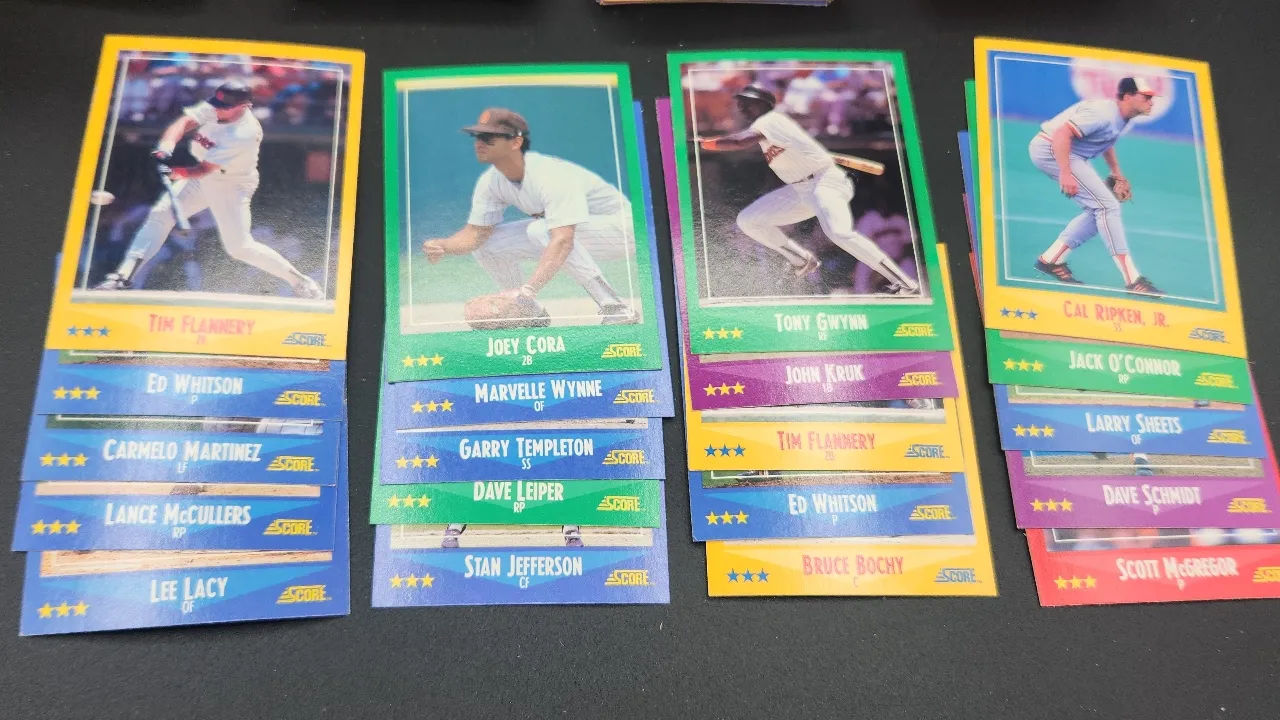 TIM FLANNERY
2B
SCORE
ED WHITSON
P
SCORE
CARMELO MARTINEZ
LF
SCORE
LANCE McCULLERS
RP
SCORE
LEE LACY
OF
SCORE
JOEY CORA
2B
SCORE
MARVELLE WYNNE
OF
SCORE
GARRY TEMPLETON
SS
SCORE
DAVE LEIPER
RP
SCORE
STAN JEFFERSON
CF
SCORE
TONY GWYNN
RF
SCORE
JOHN KRUK
1B
SCORE
TIM FLANNERY
2B
SCORE
ED WHITSON
P
SCORE
BRUCE BOCHY
C
SCORE
CAL RIPKEN, JR.
SS
SCORE
JACK O'CONNOR
RP
SCORE
LARRY SHEETS
OF
SCORE
DAVE SCHMIDT
P
SCORE
SCOTT McGREGOR
P
SCORE